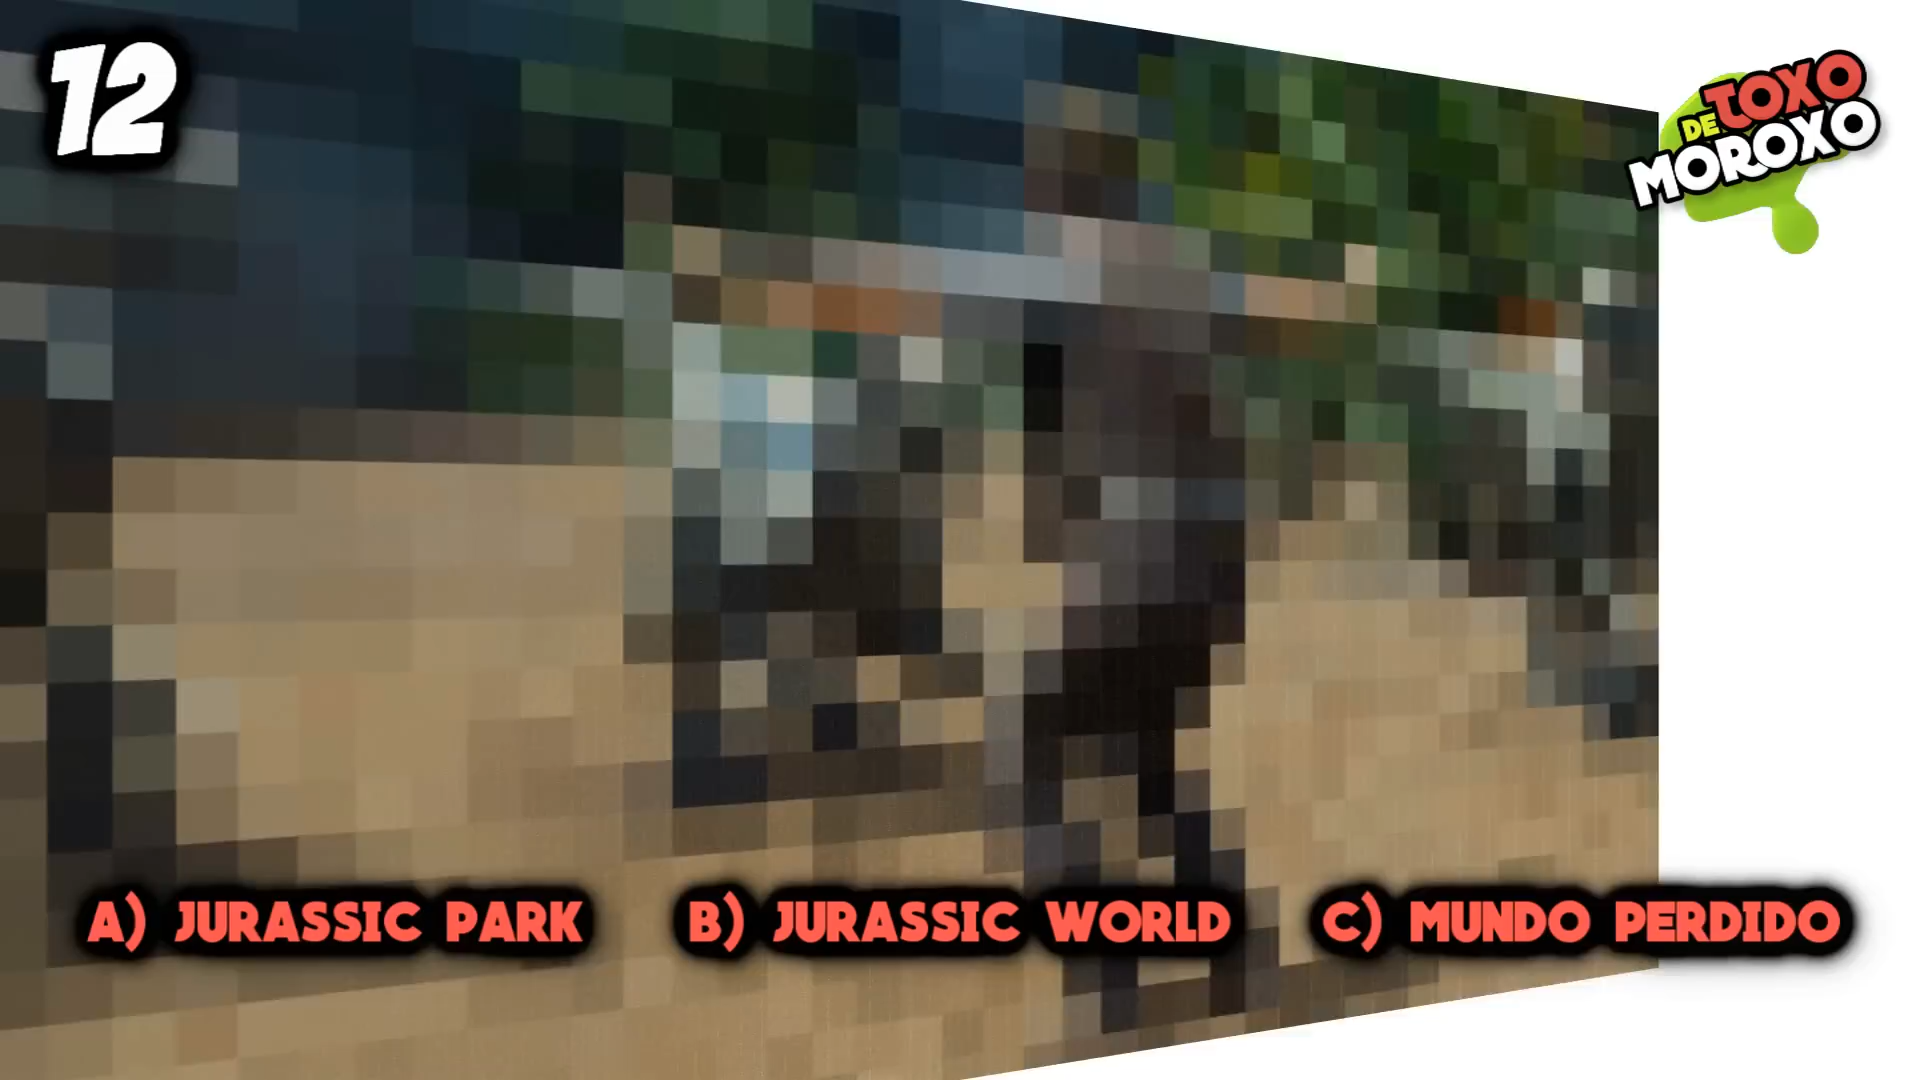 12
DE TOXO
MOROXO
A) JURASSIC PARK
B) JURASSIC WORLD
C) MUNDO PERDIDO